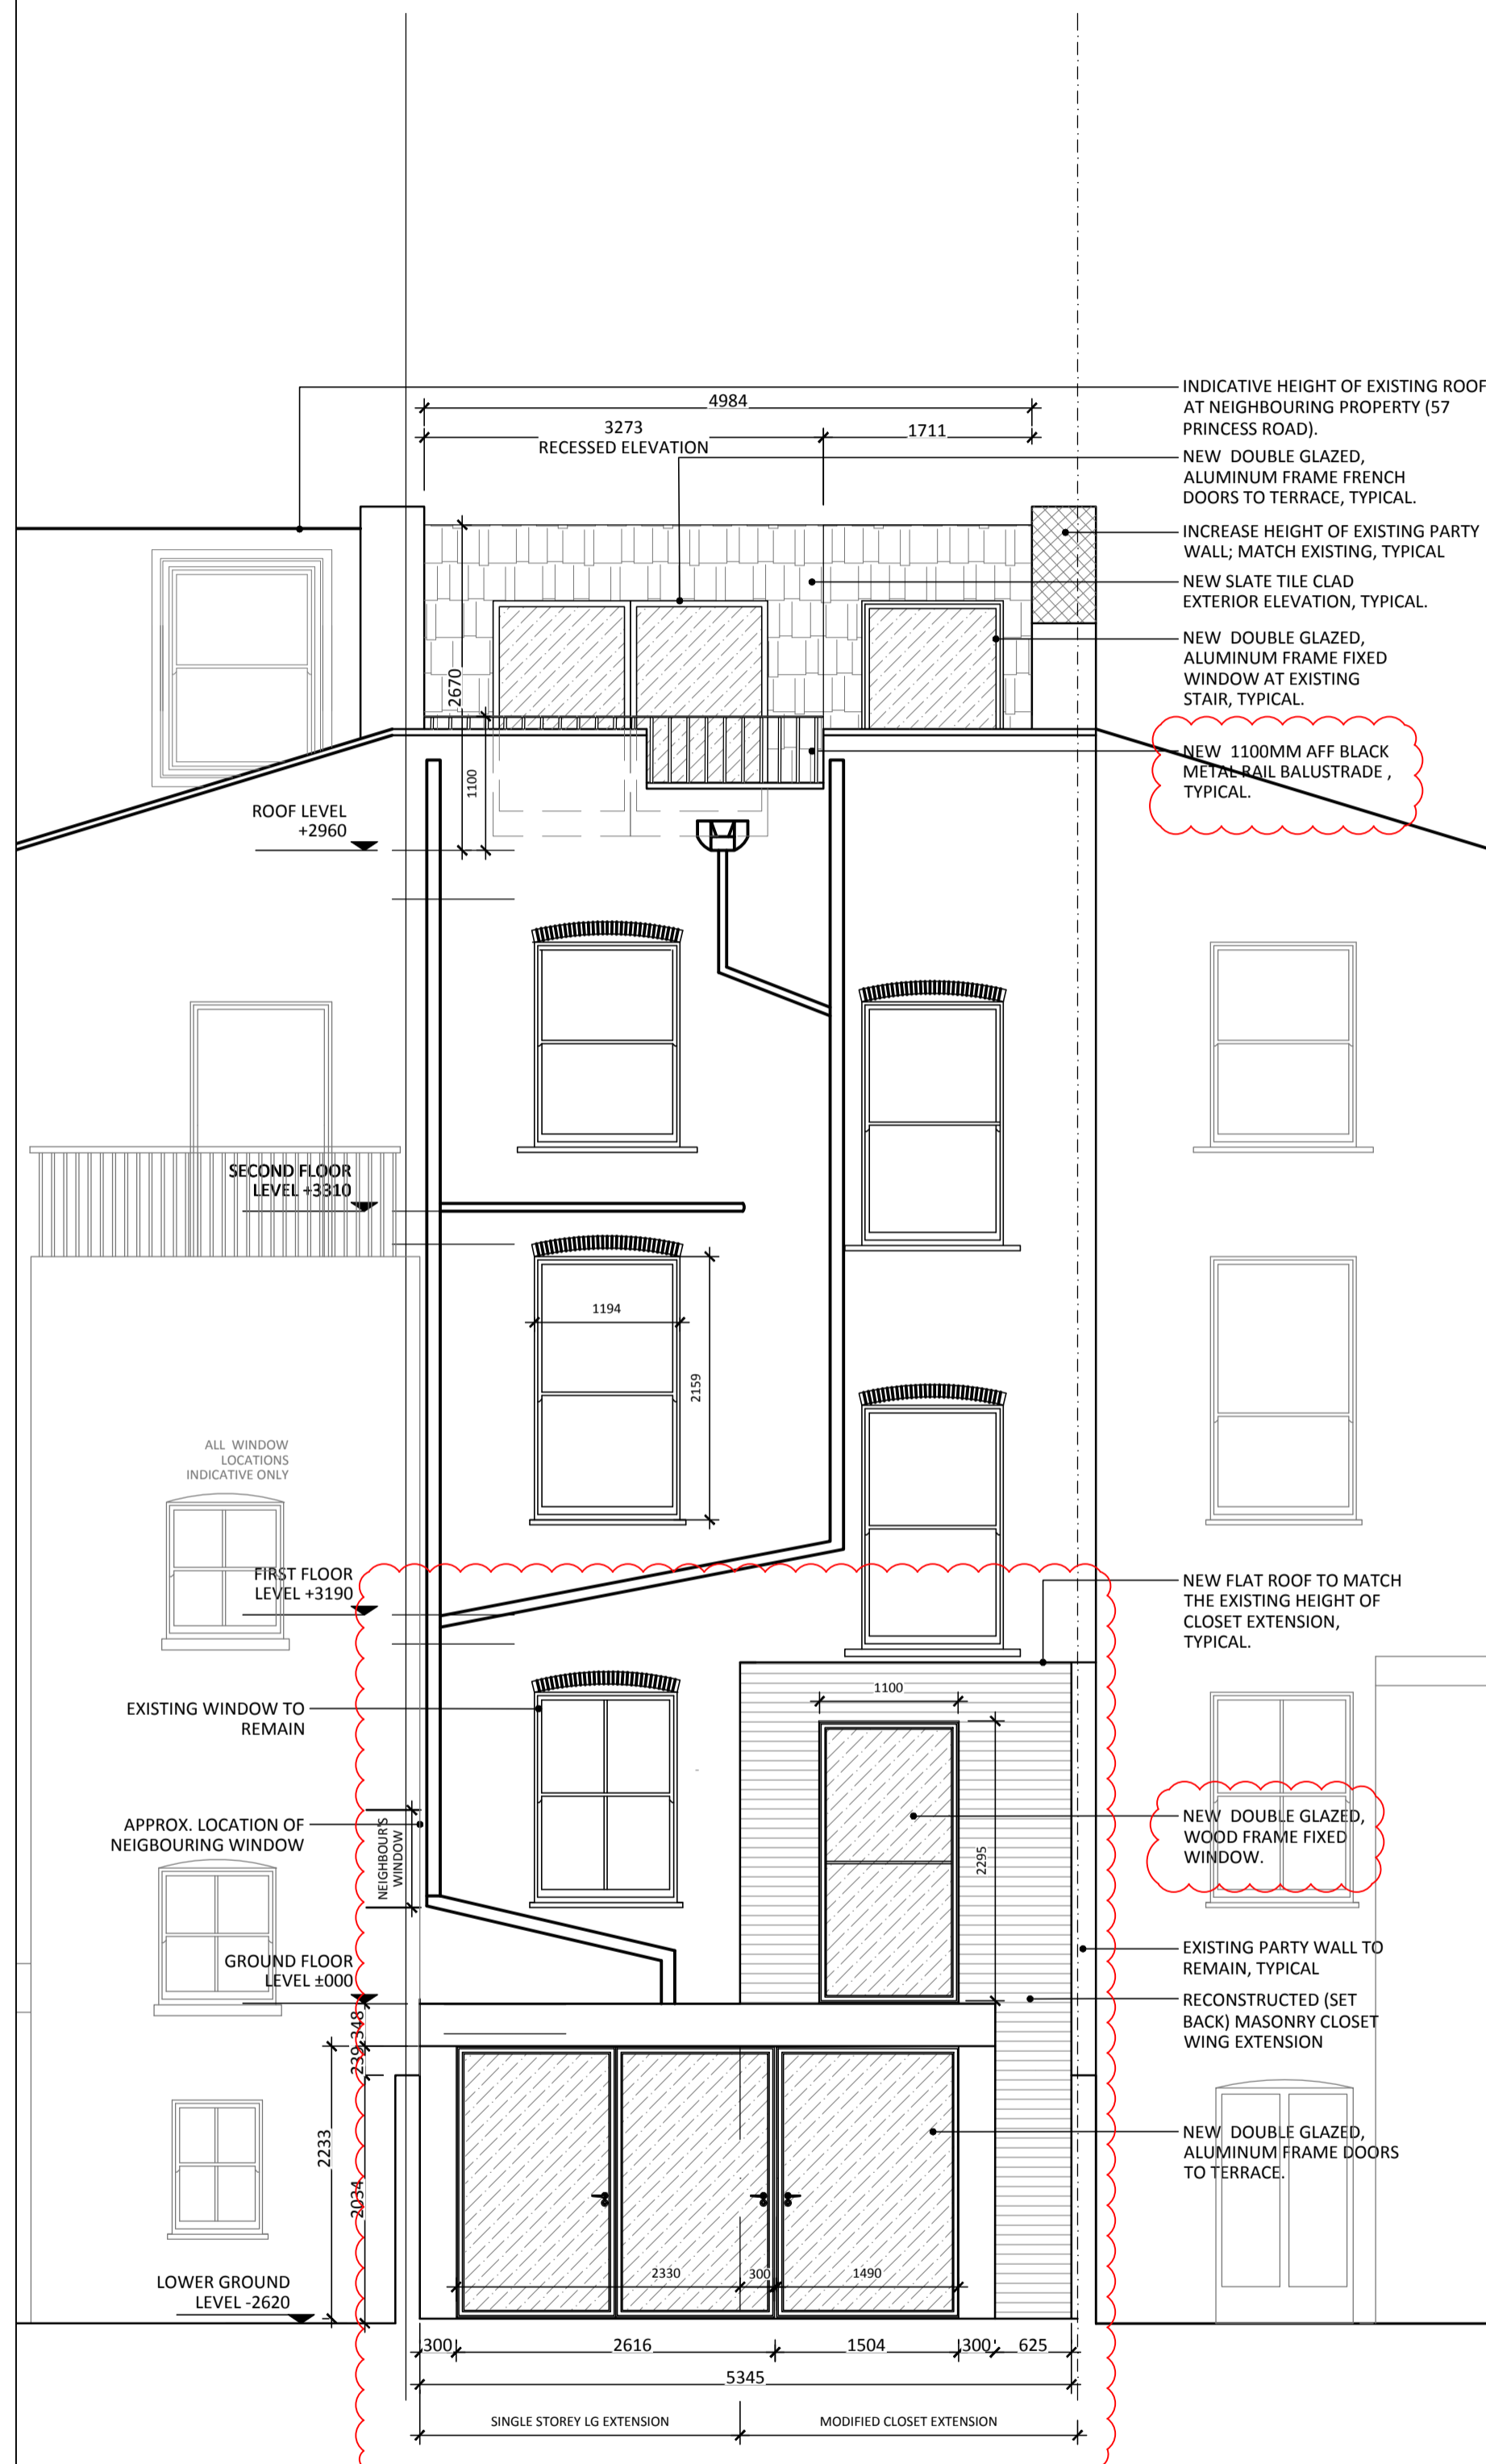 4984
3273
RECESSED ELEVATION
1711
INDICATIVE HEIGHT OF EXISTING ROOF
AT NEIGHBOURING PROPERTY (57
PRINCESS ROAD).
NEW DOUBLE GLAZED,
ALUMINUM FRAME FRENCH
DOORS TO TERRACE, TYPICAL.
INCREASE HEIGHT OF EXISTING PARTY
WALL; MATCH EXISTING, TYPICAL
NEW SLATE TILE CLAD
EXTERIOR ELEVATION, TYPICAL.
NEW DOUBLE GLAZED,
ALUMINUM FRAME FIXED
WINDOW AT EXISTING
STAIR, TYPICAL.
2670
NEW 1100MM AFF BLACK
METAL RAIL BALUSTRADE ,
TYPICAL.
1100
ROOF LEVEL
+2960
SECOND FLOOR
LEVEL +3310
1194
2159
ALL WINDOW
LOCATIONS
INDICATIVE ONLY
FIRST FLOOR
LEVEL +3190
NEW FLAT ROOF TO MATCH
THE EXISTING HEIGHT OF
CLOSET EXTENSION,
TYPICAL.
EXISTING WINDOW TO
REMAIN
1100
APPROX. LOCATION OF
NEIGBOURING WINDOW
NEIGHBOUR'S
WINDOW
2295
NEW DOUBLE GLAZED,
WOOD FRAME FIXED
WINDOW.
GROUND FLOOR
LEVEL ±000
EXISTING PARTY WALL TO
REMAIN, TYPICAL
RECONSTRUCTED (SET
BACK) MASONRY CLOSET
WING EXTENSION
348
239
2233
2034
NEW DOUBLE GLAZED,
ALUMINUM FRAME DOORS
TO TERRACE.
LOWER GROUND
LEVEL -2620
2330
300
1490
300
2616
1504
300
625
5345
SINGLE STOREY LG EXTENSION
MODIFIED CLOSET EXTENSION